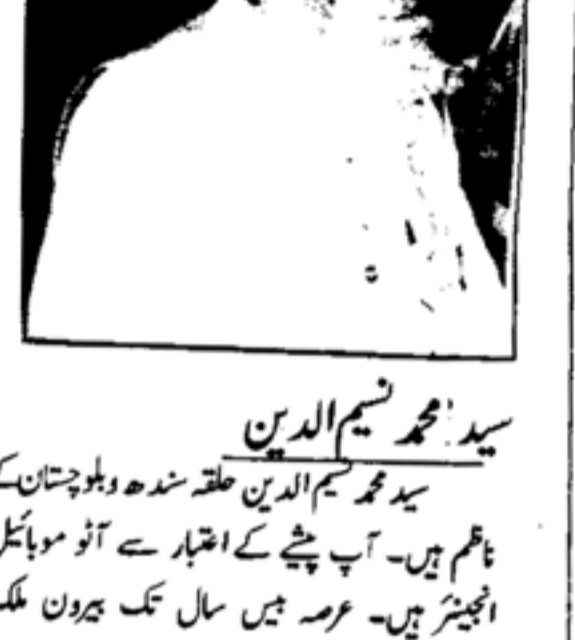 سید محمد نسیم الدین
سید محمد نسیم الدین حلقہ سندھ و بلوچستان کے
ناظم ہیں۔ آپ پیشے کے اعتبار سے آٹو موبائیل
انجینئر ہیں۔ عرصہ بیس سال تک بیرون ملک